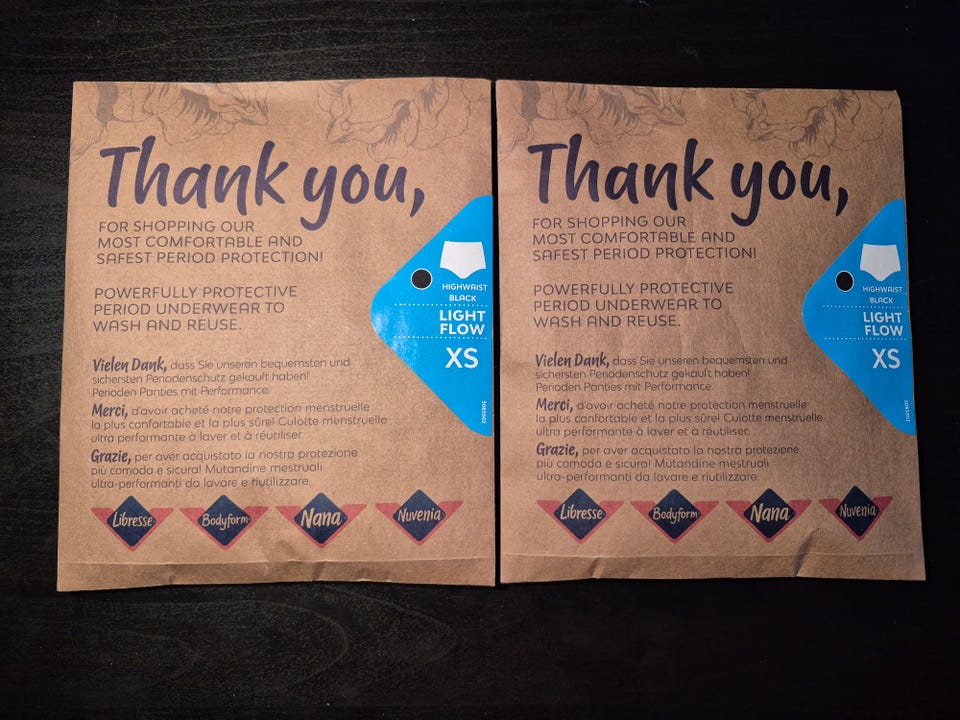 Thank you,
FOR SHOPPING OUR
MOST COMFORTABLE AND
SAFEST PERIOD PROTECTION!
POWERFULLY PROTECTIVE
PERIOD UNDERWEAR TO
WASH AND REUSE.
Vielen Dank, dass Sie unseren bequemsten und
sichersten Periodenschutz gekauft haben!
Perioden Panties mit Performance.
Merci, d'avoir acheté notre protection menstruelle
la plus confortable et la plus sûre! Culotte menstruelle
ultra performante à laver et à réutiliser.
Grazie, per aver acquistato la nostra protezione
più comoda e sicura! Mutandine mestruali
ultra-performanti da lavare e riutilizzare.
Libresse Bodyform Nana Nuvenia
HIGHWAIST
BLACK
LIGHT
FLOW
XS
5083502
Thank you,
FOR SHOPPING OUR
MOST COMFORTABLE AND
SAFEST PERIOD PROTECTION!
POWERFULLY PROTECTIVE
PERIOD UNDERWEAR TO
WASH AND REUSE.
Vielen Dank, dass Sie unseren bequemsten und
sichersten Periodenschutz gekauft haben!
Perioden Panties mit Performance.
Merci, d'avoir acheté notre protection menstruelle
la plus confortable et la plus sûre! Culotte menstruelle
ultra performante à laver et à réutiliser.
Grazie, per aver acquistato la nostra protezione
più comoda e sicura! Mutandine mestruali
ultra-performanti da lavare e riutilizzare.
Libresse Bodyform Nana Nuvenia
HIGHWAIST
BLACK
LIGHT
FLOW
XS
5083502